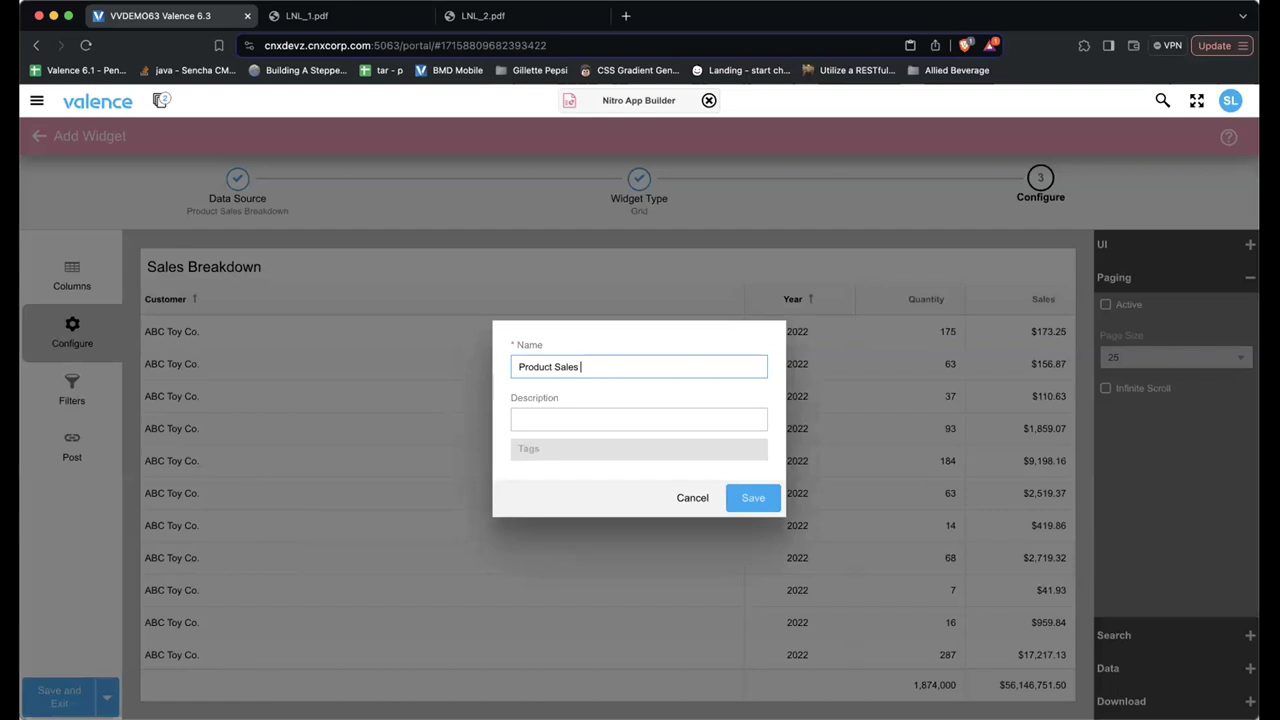 VVDEMO63 Valence 6.3
LNL_1.pdf
LNL_2.pdf
cnxdevz.cnxcorp.com:5063/portal/#17158809682393422
1
VPN
Update
Valence 6.1 - Pen...
java - Sencha CM...
Building A Steppe...
tar - p
BMD Mobile
Gillette Pepsi
CSS Gradient Gen...
Landing - start ch...
Utilize a RESTful...
Allied Beverage
valence
2
Nitro App Builder
SL
Add Widget
Data Source
Product Sales Breakdown
Widget Type
Grid
3
Configure
Columns
Configure
Filters
Post
Save and
Exit
Sales Breakdown
Customer Year Quantity Sales
ABC Toy Co. 2022 175 $173.25
ABC Toy Co. 2022 63 $156.87
ABC Toy Co. 2022 37 $110.63
ABC Toy Co. 2022 93 $1,859.07
ABC Toy Co. 2022 184 $9,198.16
ABC Toy Co. 2022 63 $2,519.37
ABC Toy Co. 2022 14 $419.86
ABC Toy Co. 2022 68 $2,719.32
ABC Toy Co. 2022 7 $41.93
ABC Toy Co. 2022 16 $959.84
ABC Toy Co. 2022 287 $17,217.13
1,874,000 $56,146,751.50
* Name
Product Sales
Description
Tags
Cancel
Save
UI
Paging
Active
Page Size
25
Infinite Scroll
Search
Data
Download